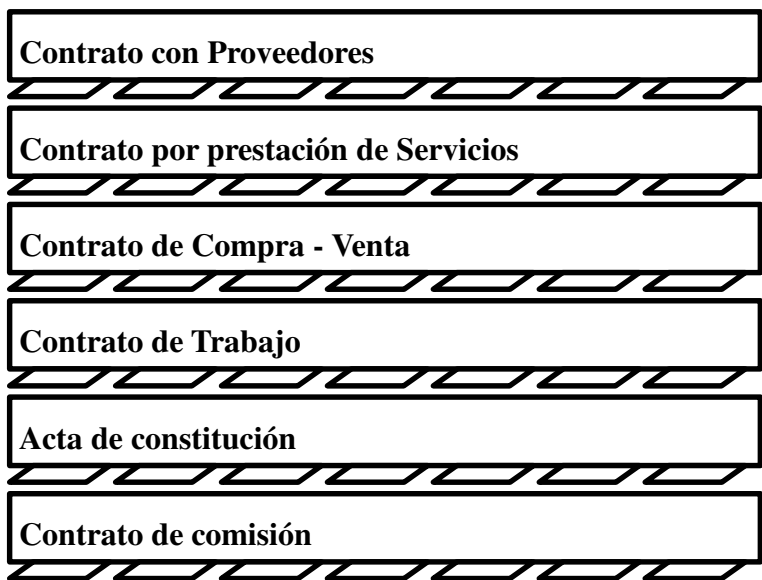 Contrato con Proveedores
Contrato por prestación de Servicios
Contrato de Compra - Venta
Contrato de Trabajo
Acta de constitución
Contrato de comisión